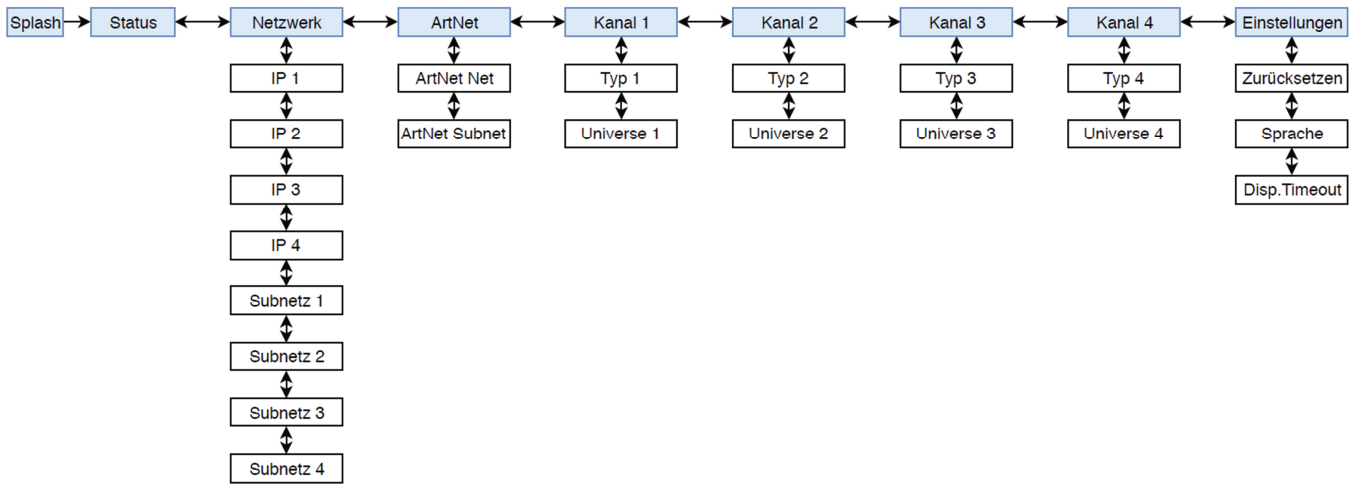 Splash Status Netzwerk ArtNet Kanal 1 Kanal 2 Kanal 3 Kanal 4 Einstellungen
IP 1 ArtNet Net Typ 1 Typ 2 Typ 3 Typ 4 Zurücksetzen
IP 2 ArtNet Subnet Universe 1 Universe 2 Universe 3 Universe 4 Sprache
IP 3 Disp.Timeout
IP 4
Subnetz 1
Subnetz 2
Subnetz 3
Subnetz 4